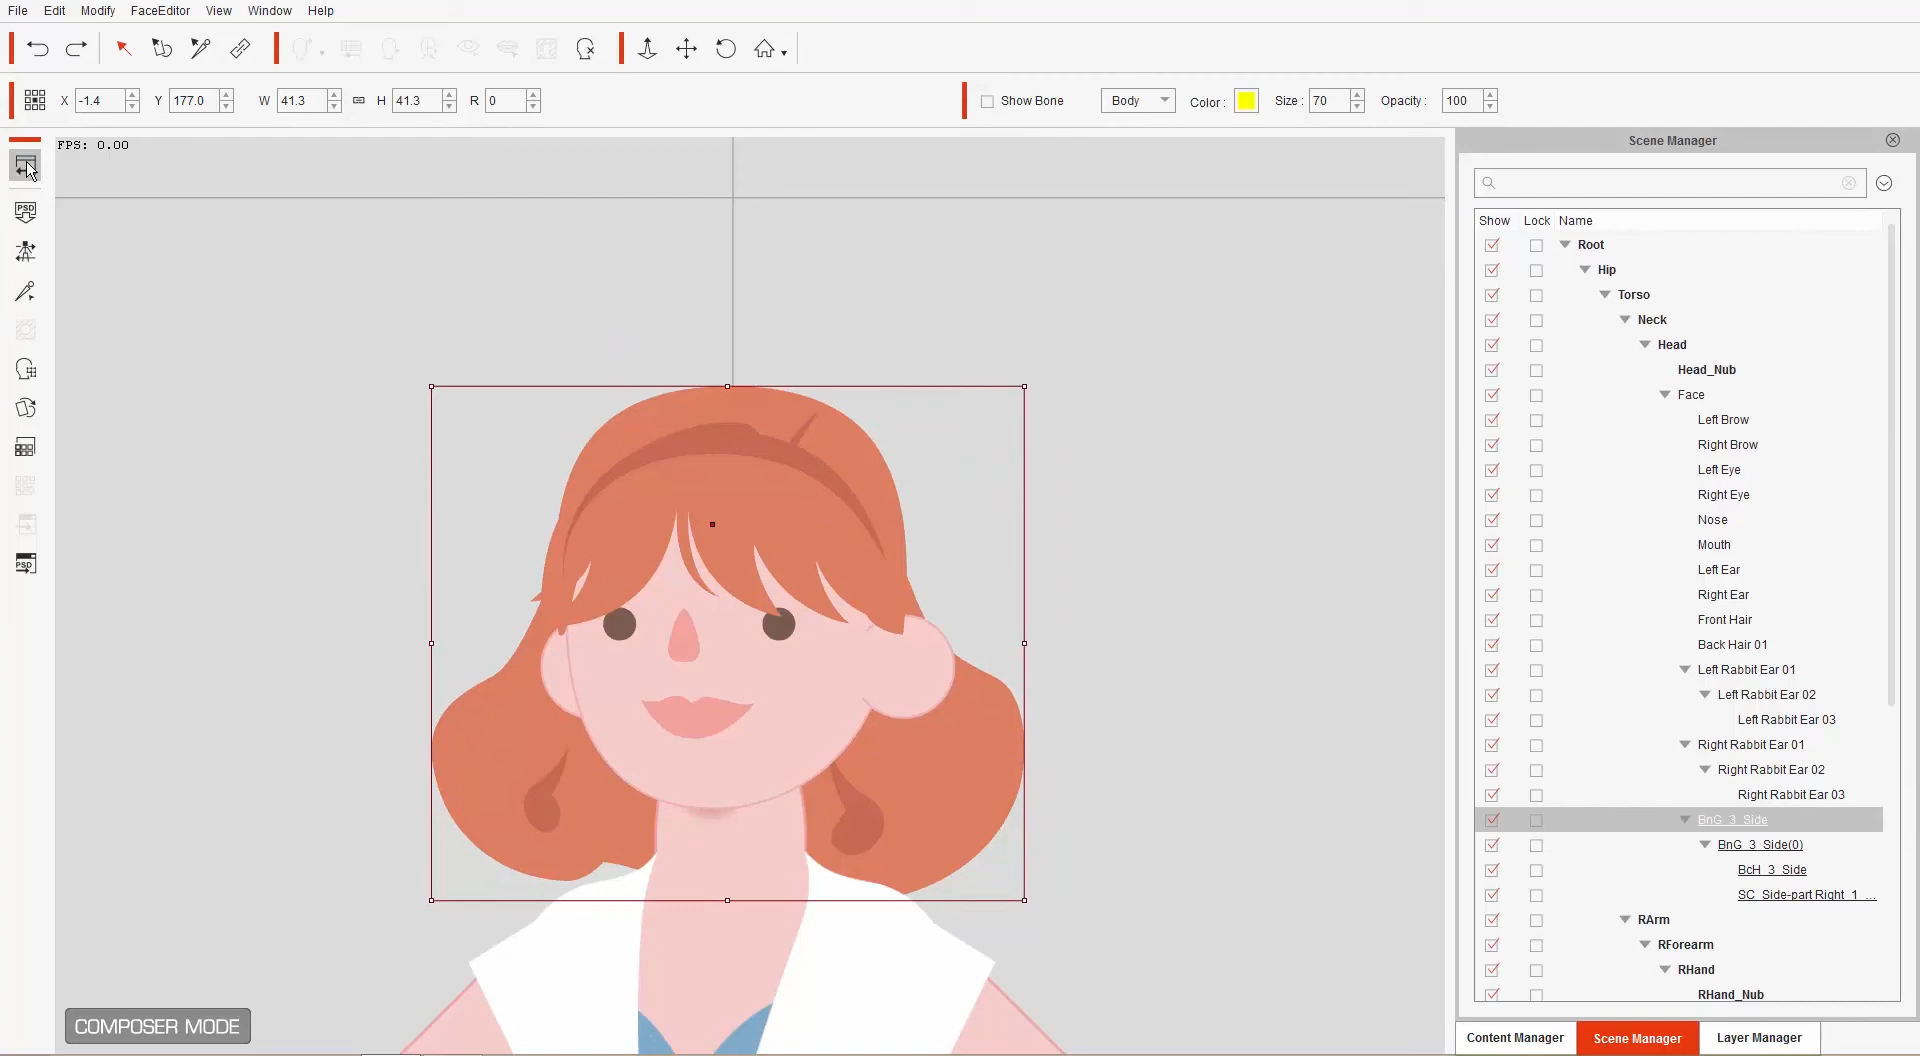 File Edit Modify FaceEditor View Window Help
X -1.4 Y 177.0 W 41.3 H 41.3 R 0 Show Bone Body Color : Size : 70 Opacity : 100
FPS: 0.00
Scene Manager
PSD
PSD
Show Lock Name
Root
Hip
Torso
Neck
Head
Head_Nub
Face
Left Brow
Right Brow
Left Eye
Right Eye
Nose
Mouth
Left Ear
Right Ear
Front Hair
Back Hair 01
Left Rabbit Ear 01
Left Rabbit Ear 02
Left Rabbit Ear 03
Right Rabbit Ear 01
Right Rabbit Ear 02
Right Rabbit Ear 03
BnG_3_Side
BnG_3_Side(0)
BcH_3_Side
SC_Side-part Right_1_...
RArm
RForearm
RHand
RHand_Nub
COMPOSER MODE
Content Manager Scene Manager Layer Manager